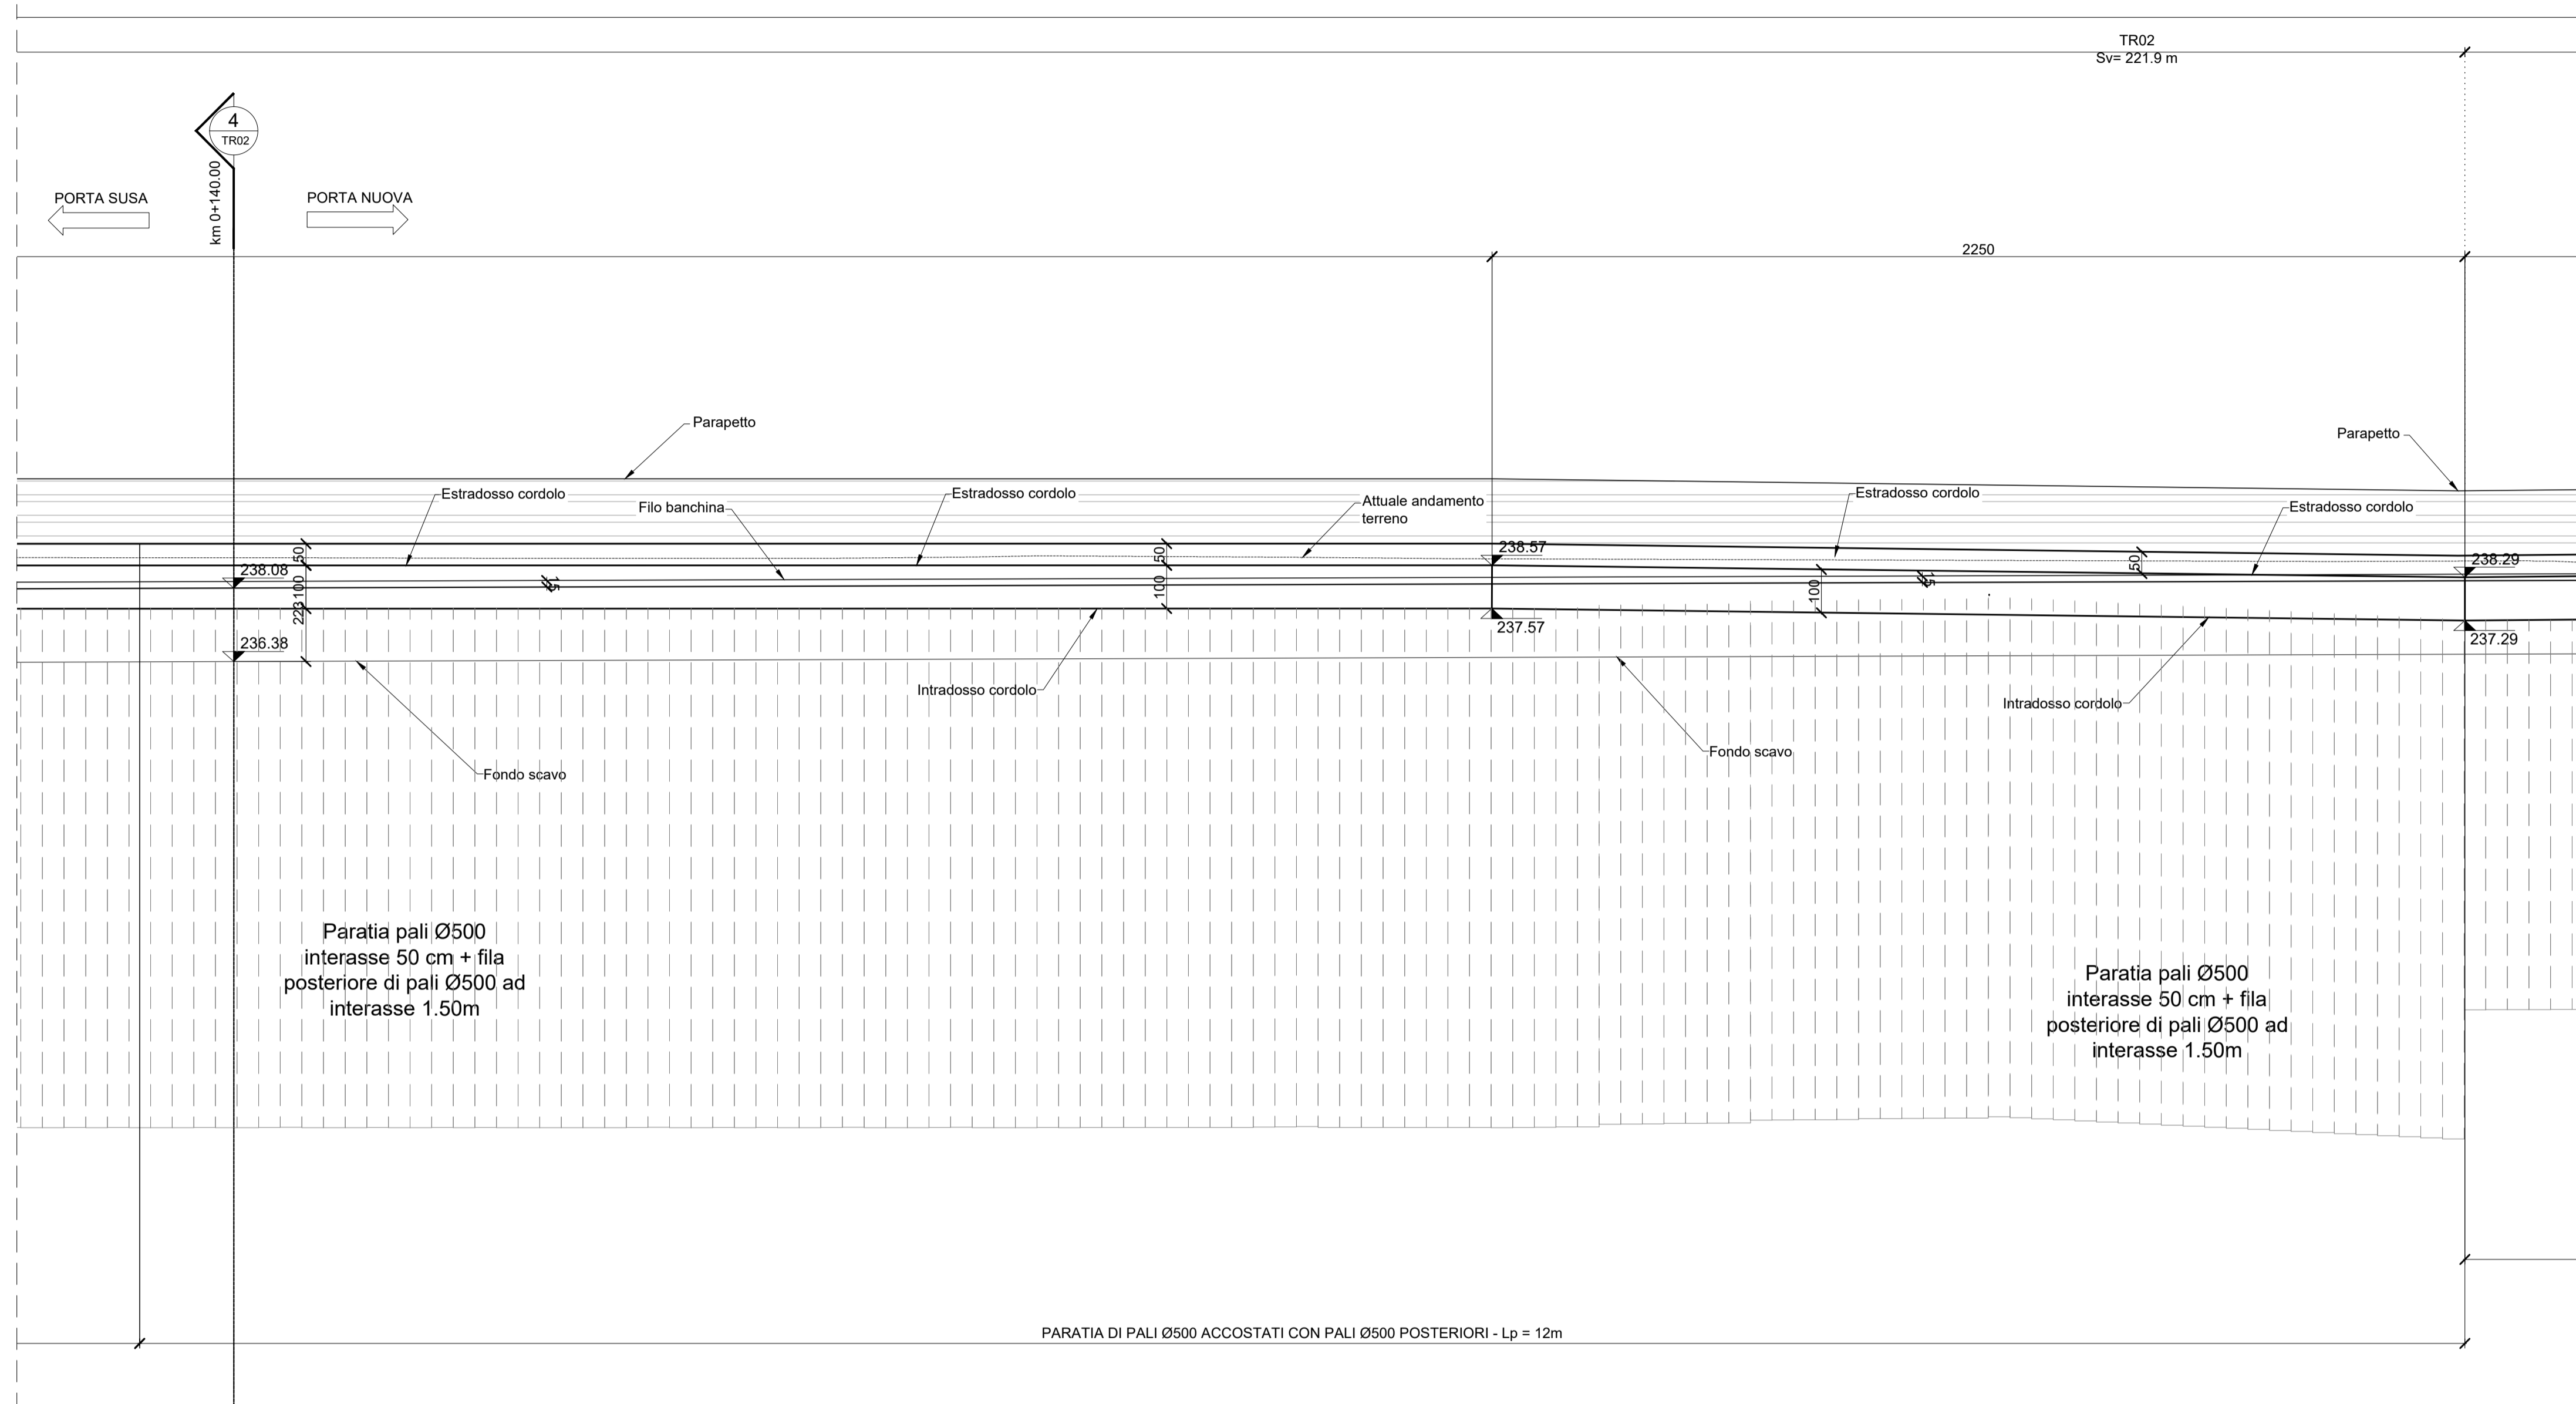 TR02
Sv= 221.9 m
4
TR02
km 0+140.00
PORTA SUSA
PORTA NUOVA
2250
Parapetto
Parapetto
Estradosso cordolo
Filo banchina
Estradosso cordolo
Attuale andamento
terreno
Estradosso cordolo
Estradosso cordolo
50
50
238.57
50
238.29
238.08
100
15
100
100
15
223
237.57
237.29
236.38
Intradosso cordolo
Intradosso cordolo
Fondo scavo
Fondo scavo
Paratia pali Ø500
interasse 50 cm + fila
posteriore di pali Ø500 ad
interasse 1.50m
Paratia pali Ø500
interasse 50 cm + fila
posteriore di pali Ø500 ad
interasse 1.50m
PARATIA DI PALI Ø500 ACCOSTATI CON PALI Ø500 POSTERIORI - Lp = 12m